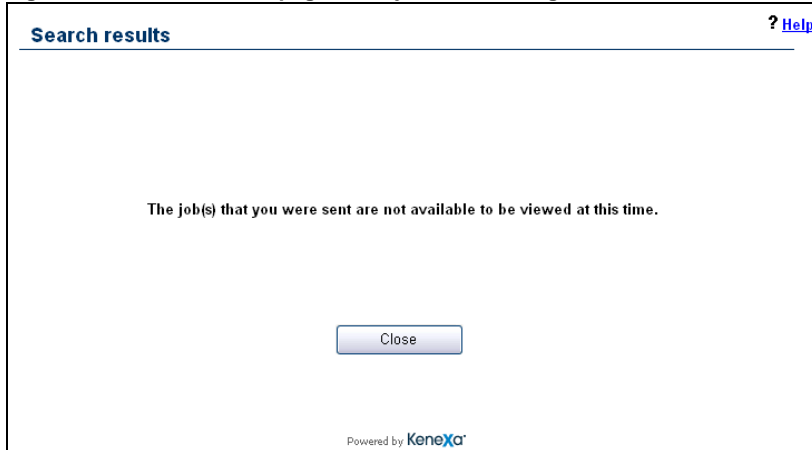 Search results
? Help
The job(s) that you were sent are not available to be viewed at this time.
Close
Powered by Kenexa